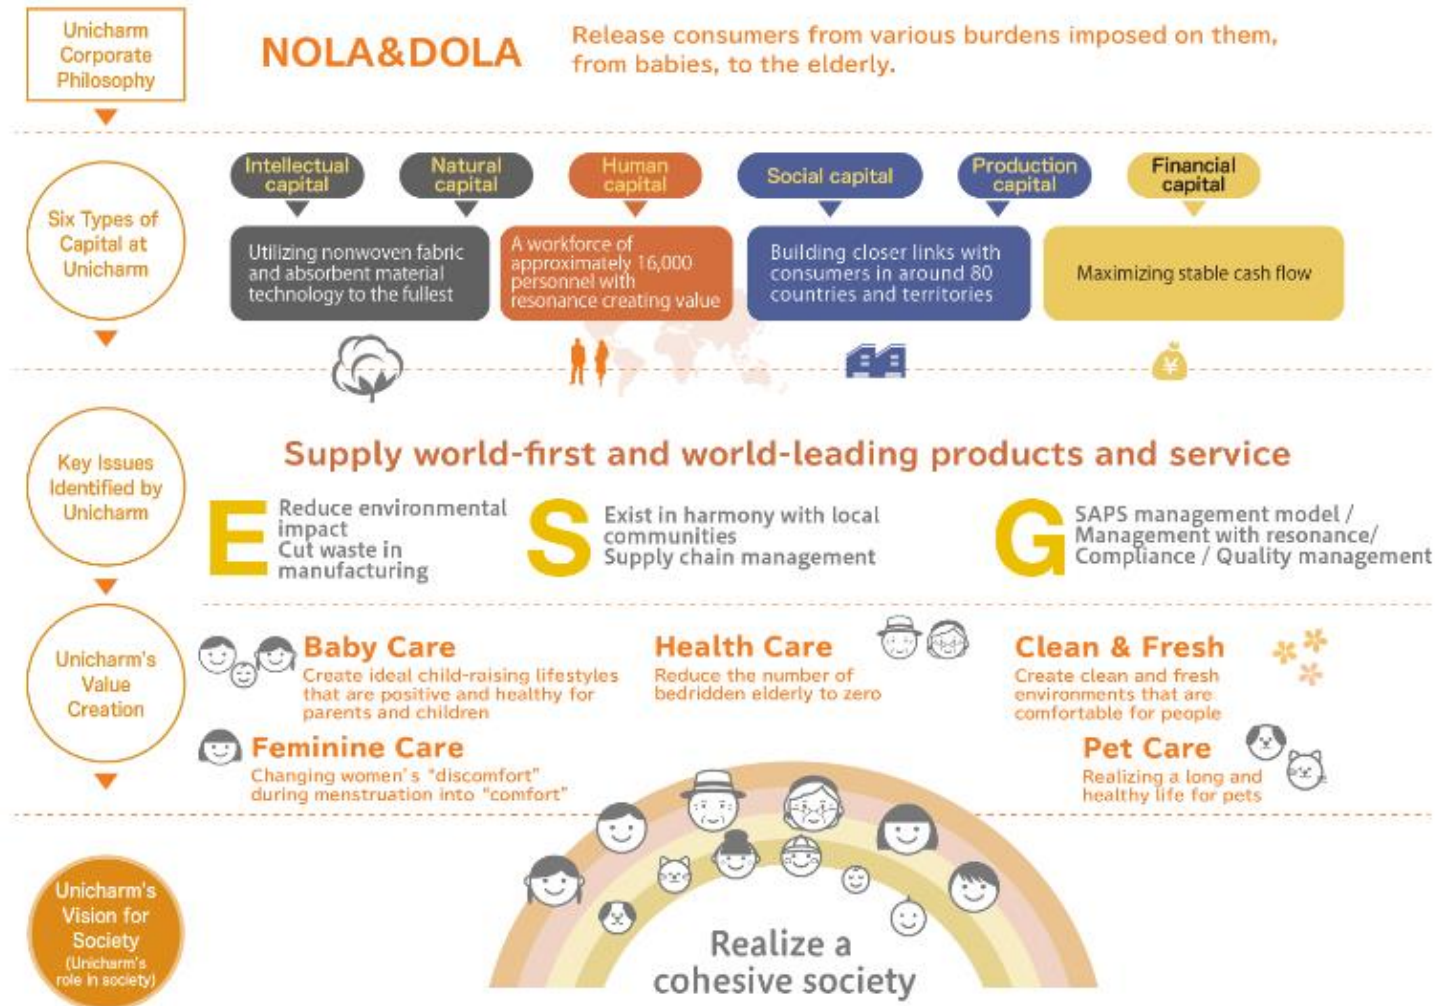 Unicharm
Corporate
Philosophy
NOLA&DOLA
Release consumers from various burdens imposed on them,
from babies, to the elderly.
Six Types of
Capital at
Unicharm
Intellectual
capital
Natural
capital
Human
capital
Social capital
Production
capital
Financial
capital
Utilizing nonwoven fabric
and absorbent material
technology to the fullest
A workforce of
approximately 16,000
personnel with
resonance creating value
Building closer links with
consumers in around 80
countries and territories
Maximizing stable cash flow
¥
Key Issues
Identified by
Unicharm
Supply world-first and world-leading products and service
E
Reduce environmental
impact
Cut waste in
manufacturing
S
Exist in harmony with local
communities
Supply chain management
G
SAPS management model /
Management with resonance/
Compliance / Quality management
Unicharm's
Value
Creation
Baby Care
Create ideal child-raising lifestyles
that are positive and healthy for
parents and children
Health Care
Reduce the number of
bedridden elderly to zero
Clean & Fresh
Create clean and fresh
environments that are
comfortable for people
Feminine Care
Changing women's "discomfort"
during menstruation into "comfort"
Pet Care
Realizing a long and
healthy life for pets
Unicharm's
Vision for
Society
(Unicharm's
role in society)
Realize a
cohesive society